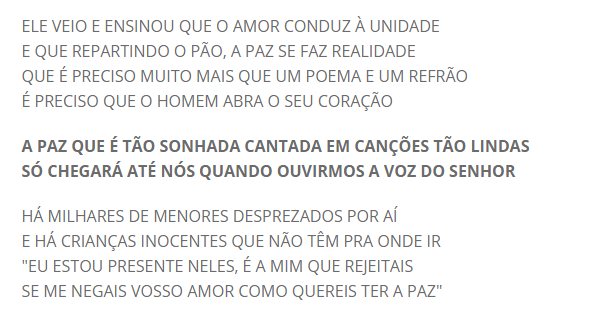 ELE VEIO E ENSINOU QUE O AMOR CONDUZ À UNIDADE
E QUE REPARTINDO O PÃO, A PAZ SE FAZ REALIDADE
QUE É PRECISO MUITO MAIS QUE UM POEMA E UM REFRÃO
É PRECISO QUE O HOMEM ABRA O SEU CORAÇÃO
A PAZ QUE É TÃO SONHADA CANTADA EM CANÇÕES TÃO LINDAS
SÓ CHEGARÁ ATÉ NÓS QUANDO OUVIRMOS A VOZ DO SENHOR
HÁ MILHARES DE MENORES DESPREZADOS POR AÍ
E HÁ CRIANÇAS INOCENTES QUE NÃO TÊM PRA ONDE IR
"EU ESTOU PRESENTE NELES, É A MIM QUE REJEITAIS
SE ME NEGAIS VOSSO AMOR COMO QUEREIS TER A PAZ"